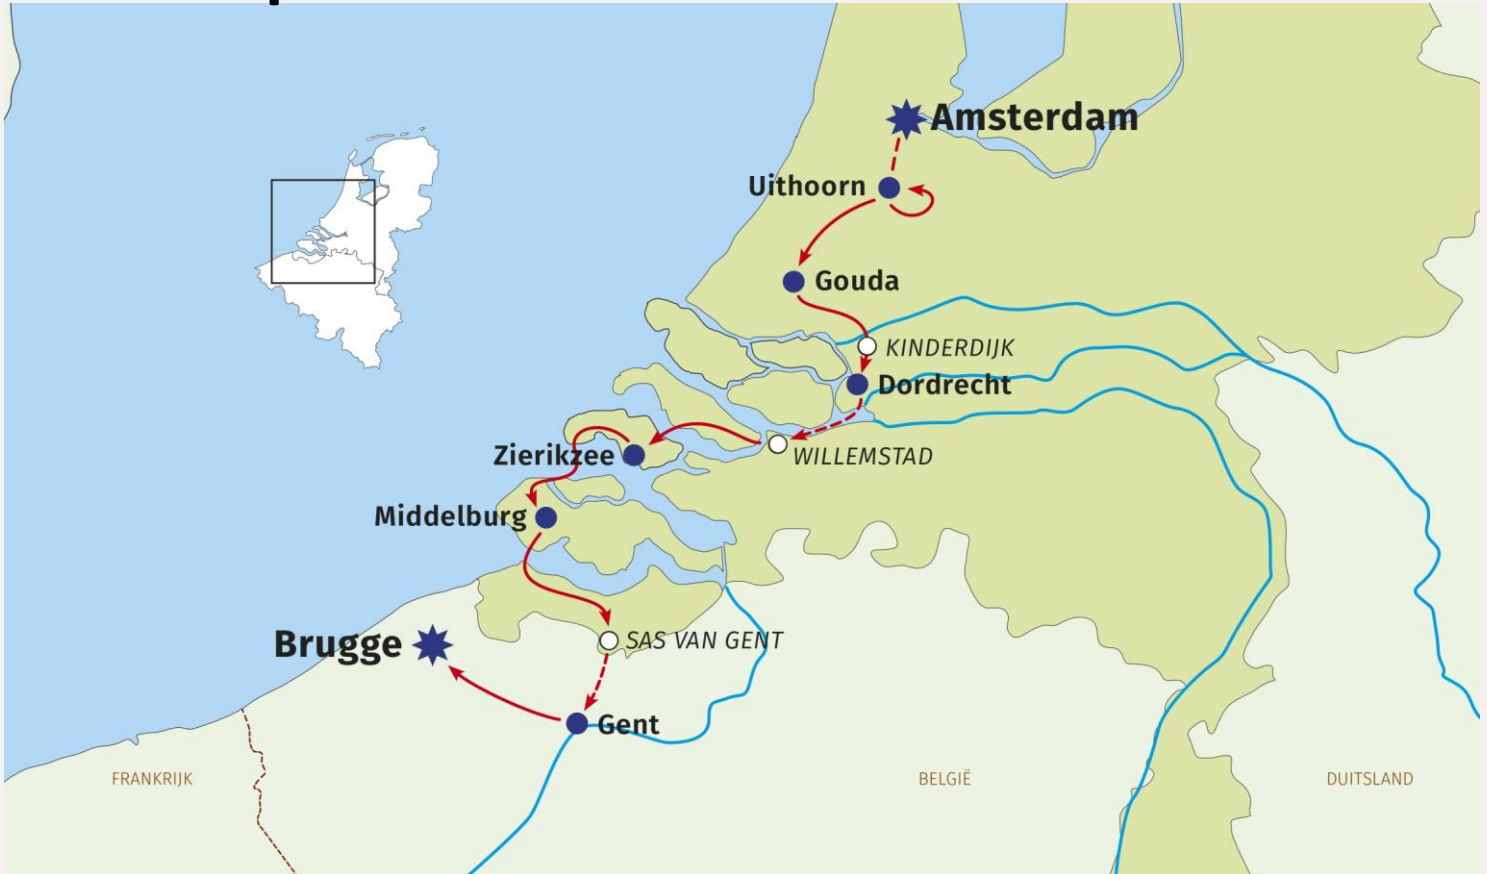 Amsterdam
Uithoorn
Gouda
KINDERDIJK
Dordrecht
Zierikzee
WILLEMSTAD
Middelburg
Brugge
SAS VAN GENT
Gent
FRANKRIJK
BELGIË
DUITSLAND